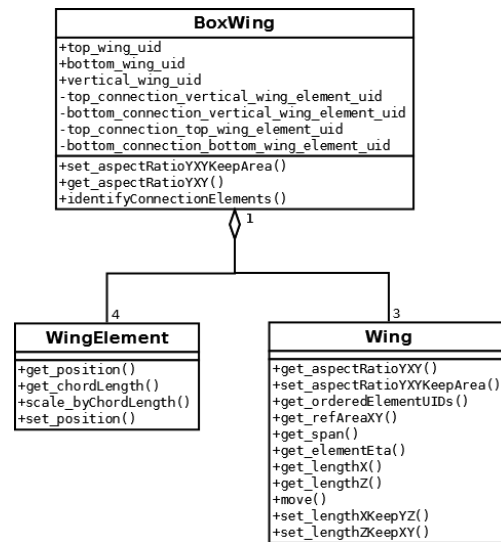 BoxWing
+top_wing_uid
+bottom_wing_uid
+vertical_wing_uid
-top_connection_vertical_wing_element_uid
-bottom_connection_vertical_wing_element_uid
-top_connection_top_wing_element_uid
-bottom_connection_bottom_wing_element_uid
+set_aspectRatioYXYKeepArea()
+get_aspectRatioYXY()
+identifyConnectionElements()
1
4
3
WingElement
+get_position()
+get_chordLength()
+scale_byChordLength()
+set_position()
Wing
+get_aspectRatioYXY()
+set_aspectRatioYXYKeepArea()
+get_orderedElementUIDs()
+get_refAreaXY()
+get_span()
+get_elementEta()
+get_lengthX()
+get_lengthZ()
+move()
+set_lengthXKeepYZ()
+set_lengthZKeepXY()